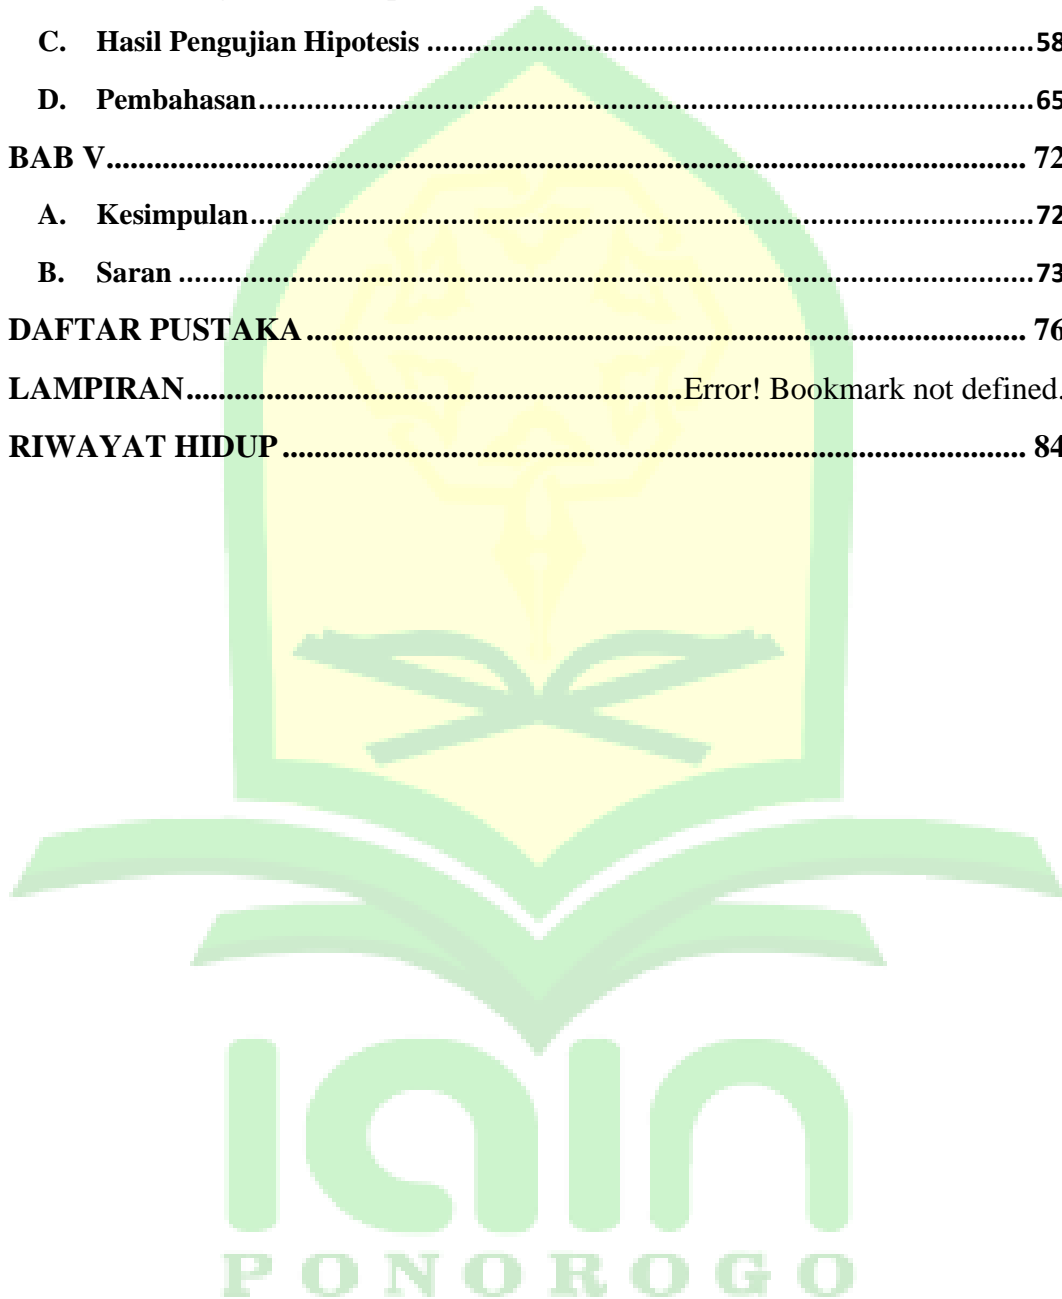 C. Hasil Pengujian Hipotesis ........................................................................... 58
D. Pembahasan ................................................................................................ 65
BAB V .................................................................................................................. 72
A. Kesimpulan ................................................................................................. 72
B. Saran .......................................................................................................... 73
DAFTAR PUSTAKA ......................................................................................... 76
LAMPIRAN ............................................................. Error! Bookmark not defined.
RIWAYAT HIDUP ............................................................................................ 84
iain
PONOROGO